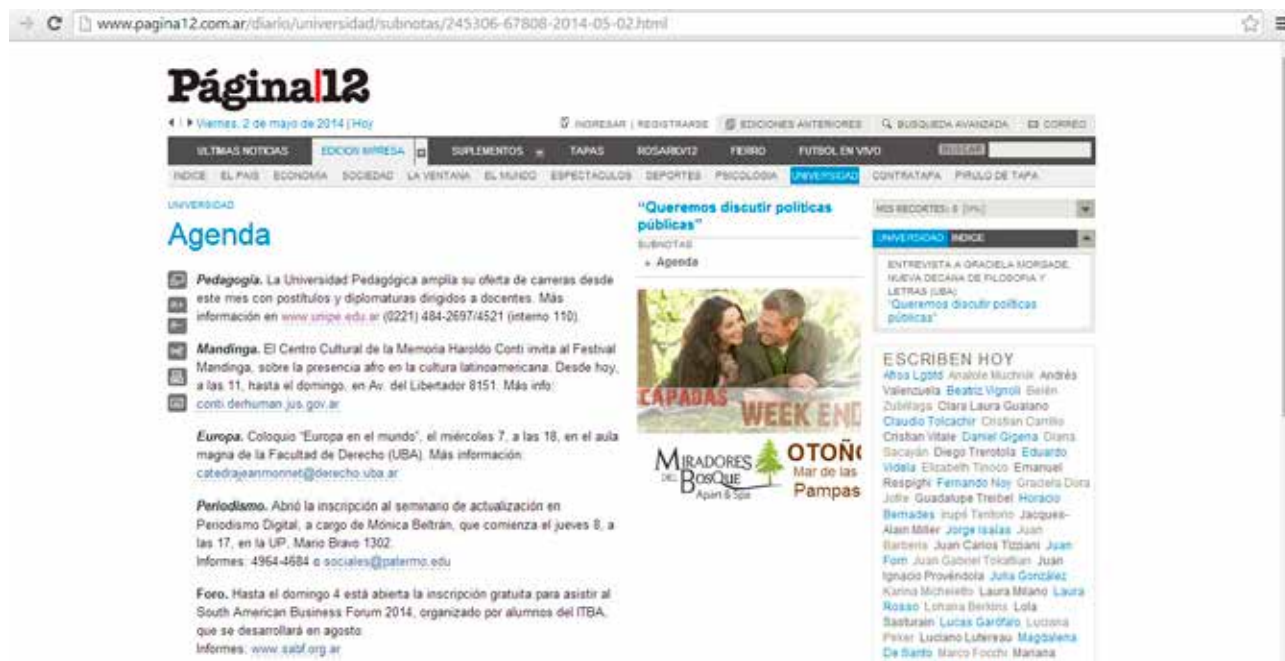 www.pagina12.com.ar/diario/universidad/subnotas/245306-67808-2014-05-02.html
Página|12
Viernes, 2 de mayo de 2014 | Hoy
INGRESAR | REGISTRARSE
EDICIONES ANTERIORES
BUSQUEDA AVANZADA
CORREO
ULTIMAS NOTICIAS
EDICION IMPRESA
SUPLEMENTOS
TAPAS
ROSARIO/12
FIERRO
FUTBOL EN VIVO
BUSCAR
INDICE
EL PAIS
ECONOMIA
SOCIEDAD
LA VENTANA
EL MUNDO
ESPECTACULOS
DEPORTES
PSICOLOGIA
UNIVERSIDAD
CONTRATAPA
PIRULO DE TAPA
UNIVERSIDAD
Agenda
Pedagogía. La Universidad Pedagógica amplía su oferta de carreras desde
este mes con postítulos y diplomaturas dirigidos a docentes. Más
información en www.unipe.edu.ar (0221) 484-2697/4521 (interno 110).
Mandinga. El Centro Cultural de la Memoria Haroldo Conti invita al Festival
Mandinga, sobre la presencia afro en la cultura latinoamericana. Desde hoy,
a las 11, hasta el domingo, en Av. del Libertador 8151. Más info:
conti.derhuman.jus.gov.ar
Europa. Coloquio "Europa en el mundo", el miércoles 7, a las 18, en el aula
magna de la Facultad de Derecho (UBA). Más información:
catedrajeanmonnet@derecho.uba.ar
Periodismo. Abrió la inscripción al seminario de actualización en
Periodismo Digital, a cargo de Mónica Beltrán, que comienza el jueves 8, a
las 17, en la UP, Mario Bravo 1302.
Informes: 4964-4684 o sociales@palermo.edu
Foro. Hasta el domingo 4 está abierta la inscripción gratuita para asistir al
South American Business Forum 2014, organizado por alumnos del ITBA,
que se desarrollará en agosto
Informes: www.sabf.org.ar
"Queremos discutir políticas
públicas"
SUBNOTAS
Agenda
CAPADAS
WEEK END
MIRADORES
DEL BOSQUE
Apart & Spa
OTOÑO
Mar de las
Pampas
MIS RECORTES: 0
UNIVERSIDAD INDICE
ENTREVISTA A GRACIELA MORGADE,
NUEVA DECANA DE FILOSOFIA Y
LETRAS (UBA)
"Queremos discutir políticas
públicas"
ESCRIBEN HOY
Anatole Muchnik Andrés
Valenzuela Beatriz Vignoli Belén
Zubillaga Clara Laura Gualano
Claudio Tolcachir Cristian Carrillo
Cristian Vitale Daniel Gigena Diana
Sacayán Diego Trerotola Eduardo
Videla Elizabeth Tinoco Emanuel
Respighi Fernando Noy Graciela Dora
Jofre Guadalupe Treibel Horacio
Bernades Irupé Tentorio Jacques-
Alain Miller Jorge Isaías Juan
Barberis Juan Carlos Tizziani Juan
Forn Juan Gabriel Tokatlian Juan
Ignacio Provéndola Julia González
Karina Micheletto Laura Milano Laura
Rosso Lohana Berkins Lola
Sasturain Lucas Garófalo Luciana
Peker Luciano Lutereau Magdalena
De Santo Marco Focchi Mariana